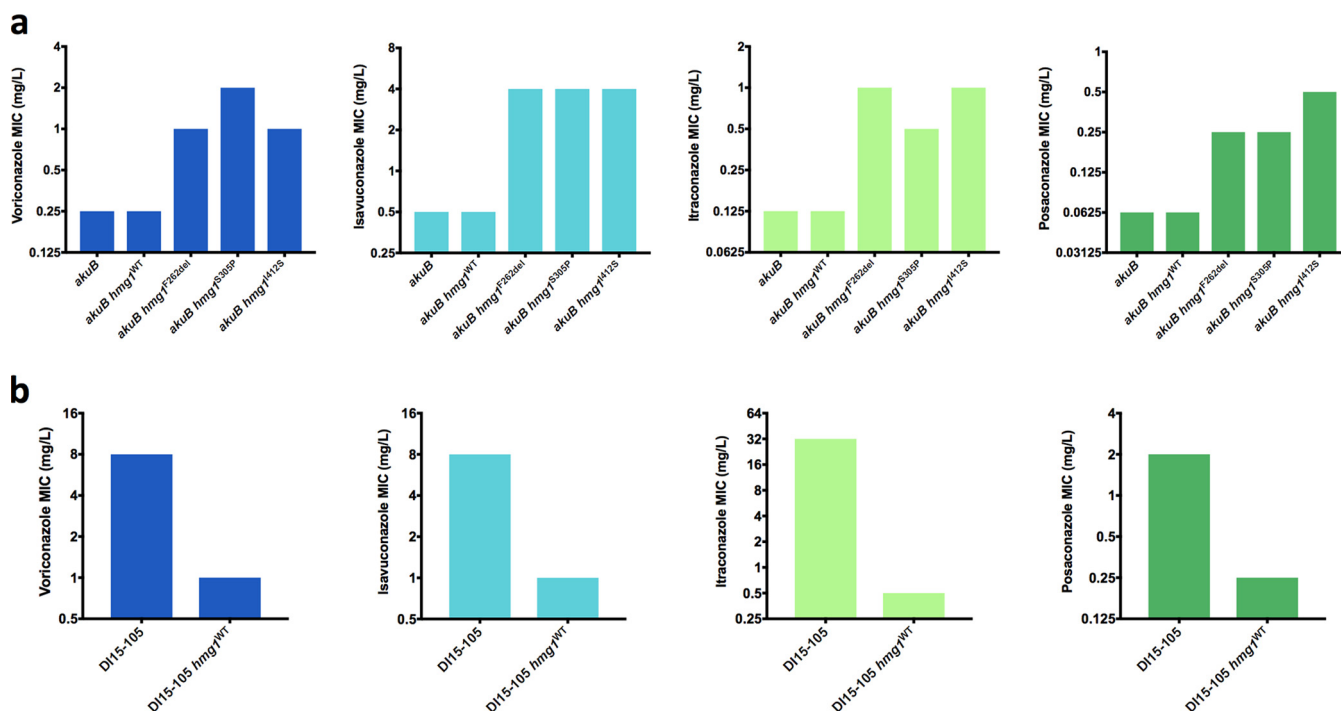 a
Voriconazole MIC (mg/L)
4
2
1
0.5
0.25
0.125
akuB
akuB hmg1WT
akuB hmg1F262del
akuB hmg1S305P
akuB hmg1I412S
Isavuconazole MIC (mg/L)
8
4
2
1
0.5
0.25
akuB
akuB hmg1WT
akuB hmg1F262del
akuB hmg1S305P
akuB hmg1I412S
Itraconazole MIC (mg/L)
2
1
0.5
0.25
0.125
0.0625
akuB
akuB hmg1WT
akuB hmg1F262del
akuB hmg1S305P
akuB hmg1I412S
Posaconazole MIC (mg/L)
1
0.5
0.25
0.125
0.0625
0.03125
akuB
akuB hmg1WT
akuB hmg1F262del
akuB hmg1S305P
akuB hmg1I412S
b
Voriconazole MIC (mg/L)
16
8
4
2
1
0.5
DI15-105
DI15-105 hmg1WT
Isavuconazole MIC (mg/L)
16
8
4
2
1
0.5
DI15-105
DI15-105 hmg1WT
Itraconazole MIC (mg/L)
64
32
16
8
4
2
1
0.5
0.25
DI15-105
DI15-105 hmg1WT
Posaconazole MIC (mg/L)
4
2
1
0.5
0.25
0.125
DI15-105
DI15-105 hmg1WT